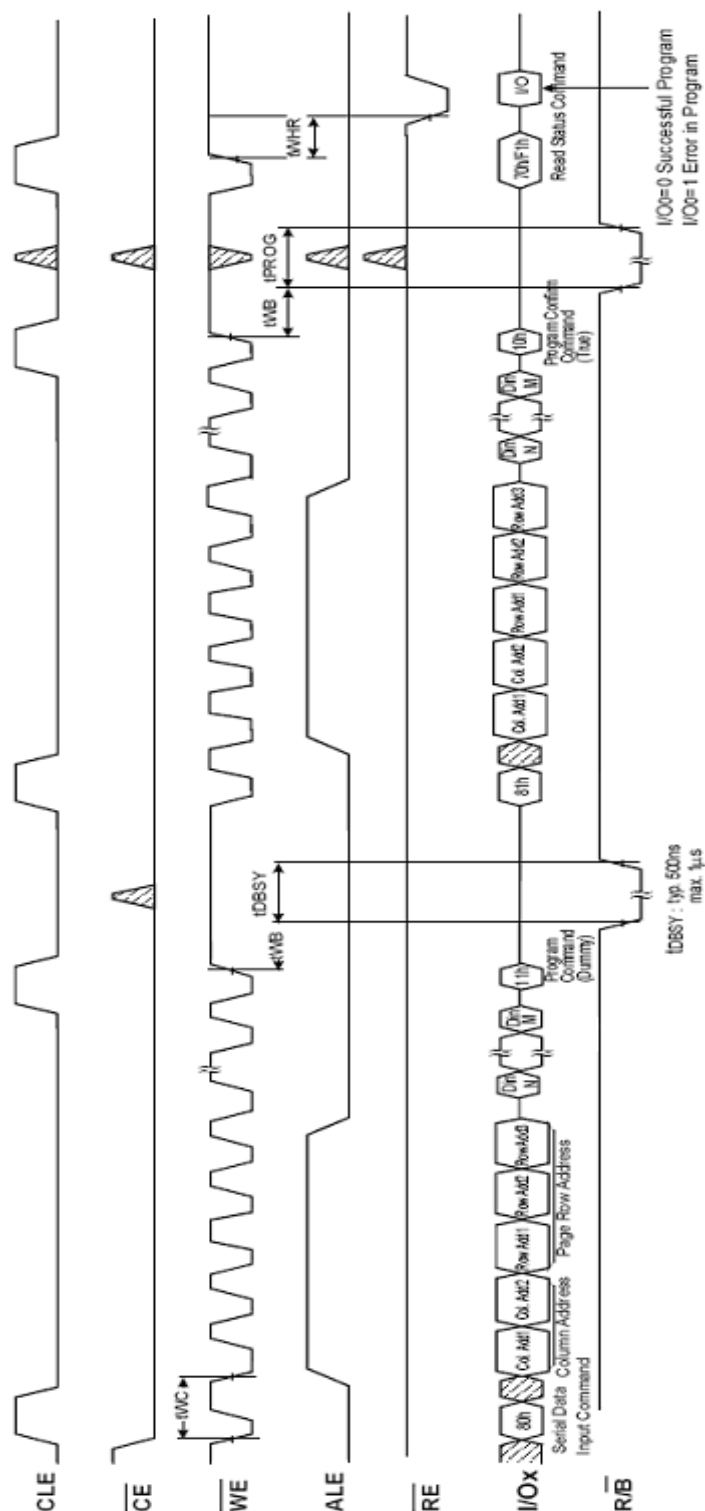 CLE
CE
WE
ALE
RE
I/Ox
R/B
tWC
tWB
tDBSY
tWB
tPROG
tWHR
80h
Col. Add1
Col. Add2
Row Add1
Row Add2
Row Add3
Din
N
Din
M
11h
81h
Col. Add1
Col. Add2
Row Add1
Row Add2
Row Add3
Din
N
Din
M
10h
70h/F1h
I/O
Serial Data
Input Command
Column Address
Page Row Address
Program
Command
(Dummy)
Program Confirm
Command
(True)
Read Status Command
tDBSY : typ. 500ns
max. 1µs
I/O0=0 Successful Program
I/O0=1 Error in Program